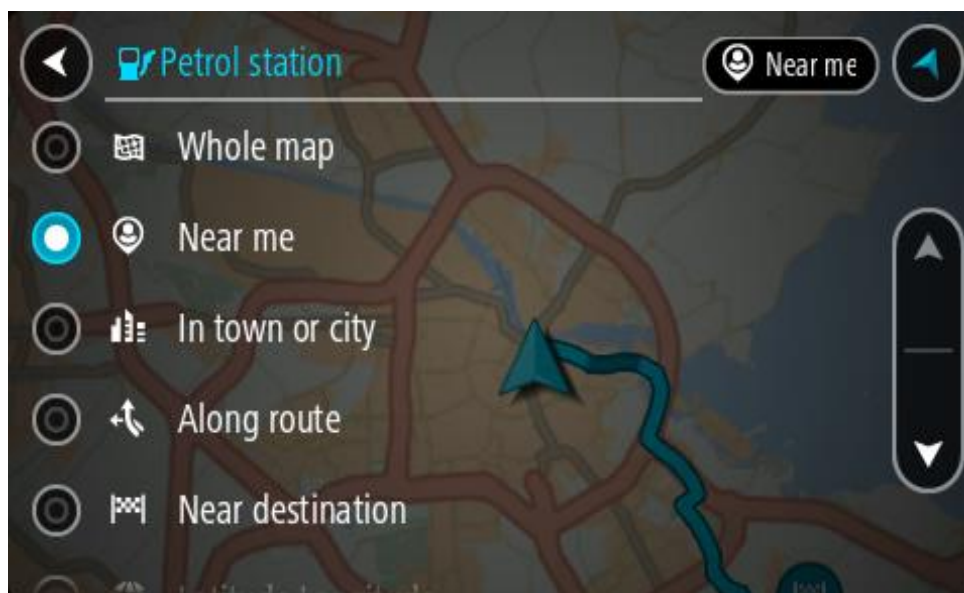 Petrol station
Near me
Whole map
Near me
In town or city
Along route
Near destination